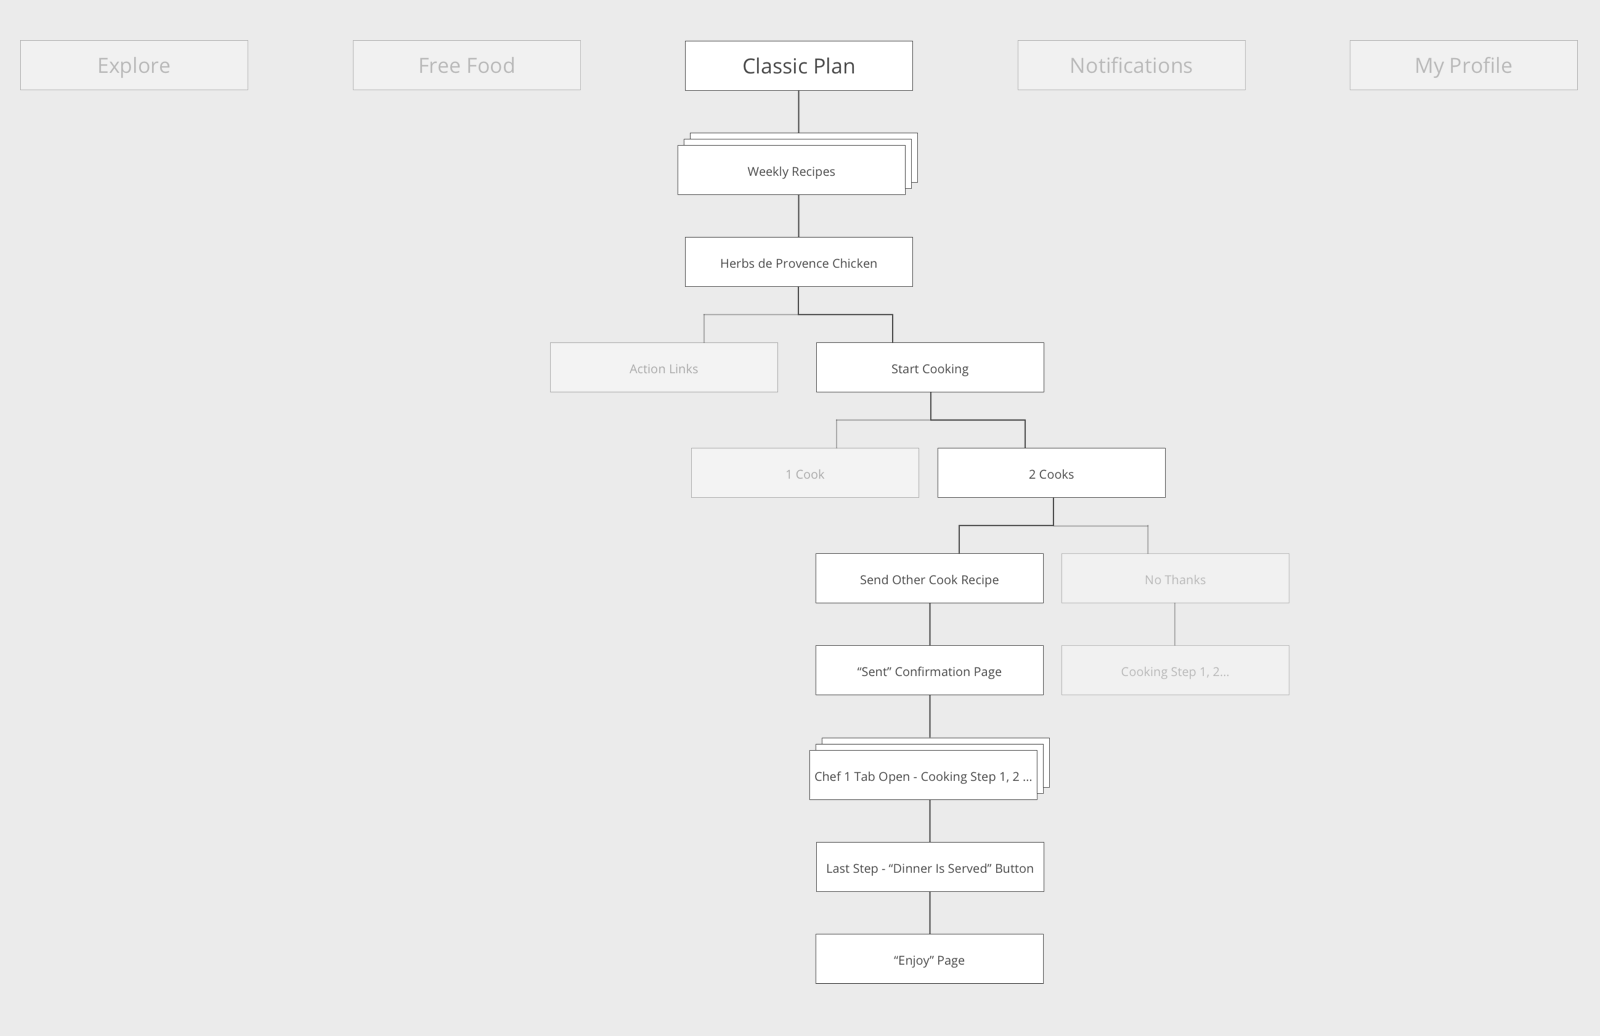 Explore
Free Food
Classic Plan
Notifications
My Profile
Weekly Recipes
Herbs de Provence Chicken
Action Links
Start Cooking
1 Cook
2 Cooks
Send Other Cook Recipe
No Thanks
“Sent” Confirmation Page
Cooking Step 1, 2...
Chef 1 Tab Open - Cooking Step 1, 2 ...
Last Step - “Dinner Is Served” Button
“Enjoy” Page